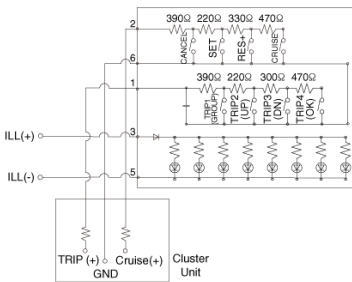 390Ω 220Ω 330Ω 470Ω
2
CANCEL
SET
RES+
CRUISE
6
390Ω 220Ω 300Ω 470Ω
1
TRIP1
(GROUP)
TRIP2
(UP)
TRIP3
(DN)
TRIP4
(OK)
ILL(+)
3
ILL(-)
5
TRIP (+)
Cruise(+)
GND
Cluster
Unit